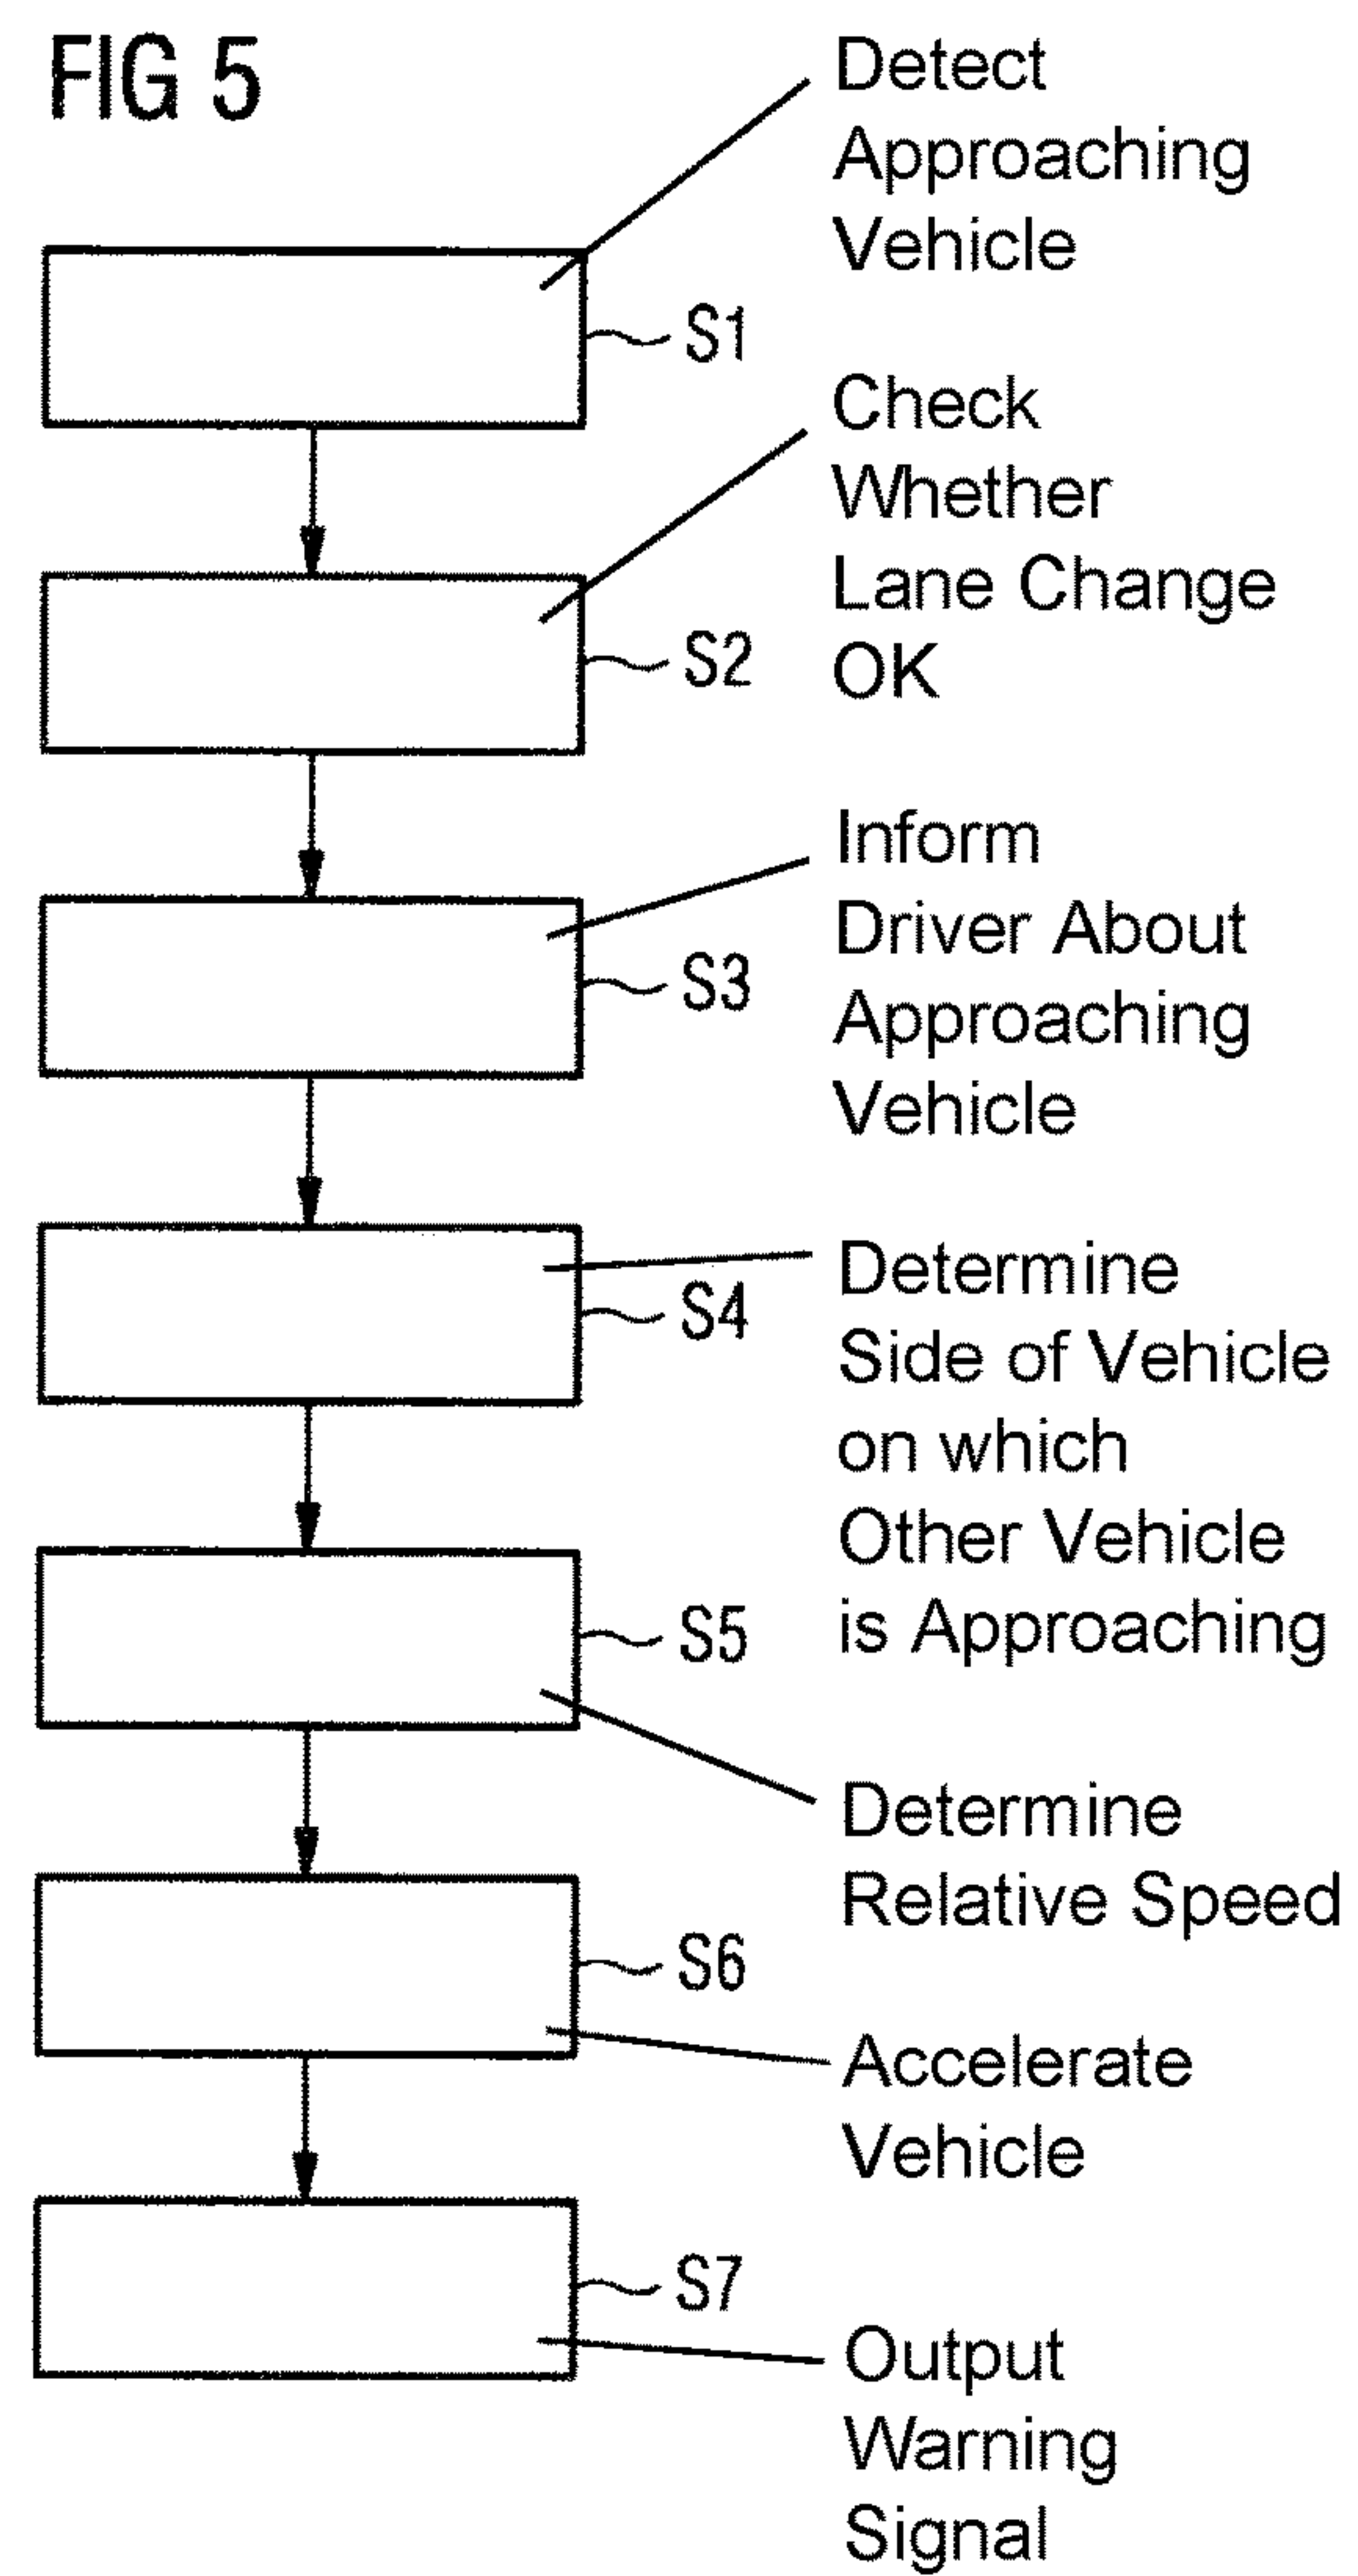 FIG 5
Detect
Approaching
Vehicle
S1
Check
Whether
Lane Change
OK
S2
Inform
Driver About
Approaching
Vehicle
S3
Determine
Side of Vehicle
on which
Other Vehicle
is Approaching
S4
S5
Determine
Relative Speed
S6
Accelerate
Vehicle
S7
Output
Warning
Signal